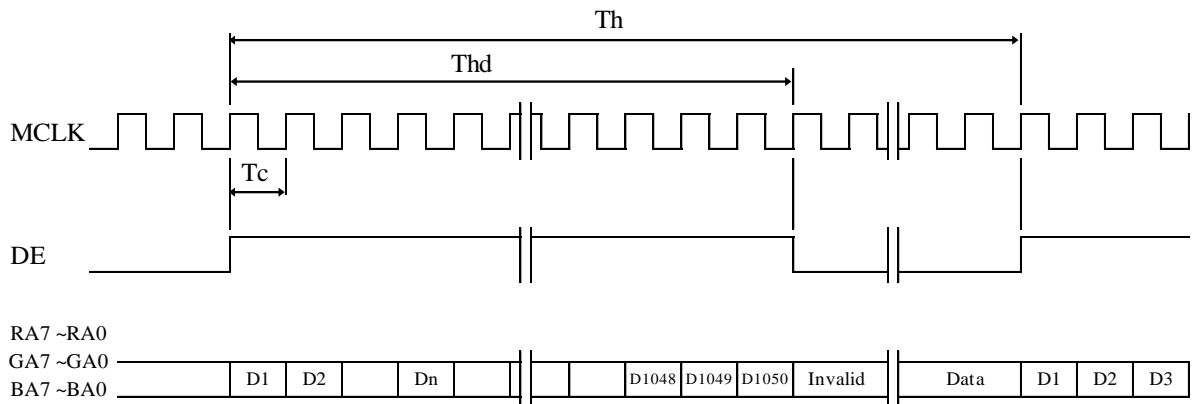 Th
Thd
MCLK
Tc
DE
RA7 ~RA0
GA7 ~GA0
BA7 ~BA0
D1 D2 Dn D1048 D1049 D1050 Invalid Data D1 D2 D3